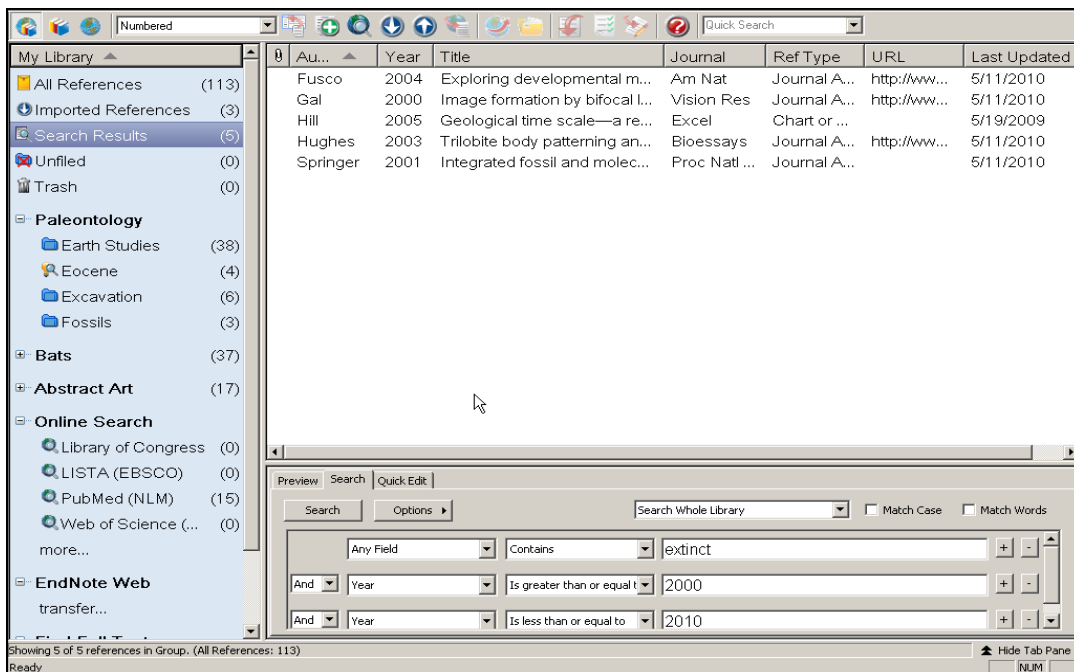 Numbered
Quick Search
My Library
All References (113)
Imported References (3)
Search Results (5)
Unfiled (0)
Trash (0)
Paleontology
Earth Studies (38)
Eocene (4)
Excavation (6)
Fossils (3)
Bats (37)
Abstract Art (17)
Online Search
Library of Congress (0)
LISTA (EBSCO) (0)
PubMed (NLM) (15)
Web of Science (... (0)
more...
EndNote Web
transfer...
Au... Year Title Journal Ref Type URL Last Updated
Fusco 2004 Exploring developmental m... Am Nat Journal A... http://ww... 5/11/2010
Gal 2000 Image formation by bifocal l... Vision Res Journal A... http://ww... 5/11/2010
Hill 2005 Geological time scale—a re... Excel Chart or ... 5/19/2009
Hughes 2003 Trilobite body patterning an... Bioessays Journal A... http://ww... 5/11/2010
Springer 2001 Integrated fossil and molec... Proc Natl ... Journal A... 5/11/2010
Preview Search Quick Edit
Search Options Search Whole Library Match Case Match Words
Any Field Contains extinct + -
And Year Is greater than or equal t 2000 + -
And Year Is less than or equal to 2010 + -
Showing 5 of 5 references in Group. (All References: 113) Hide Tab Pane
Ready NUM